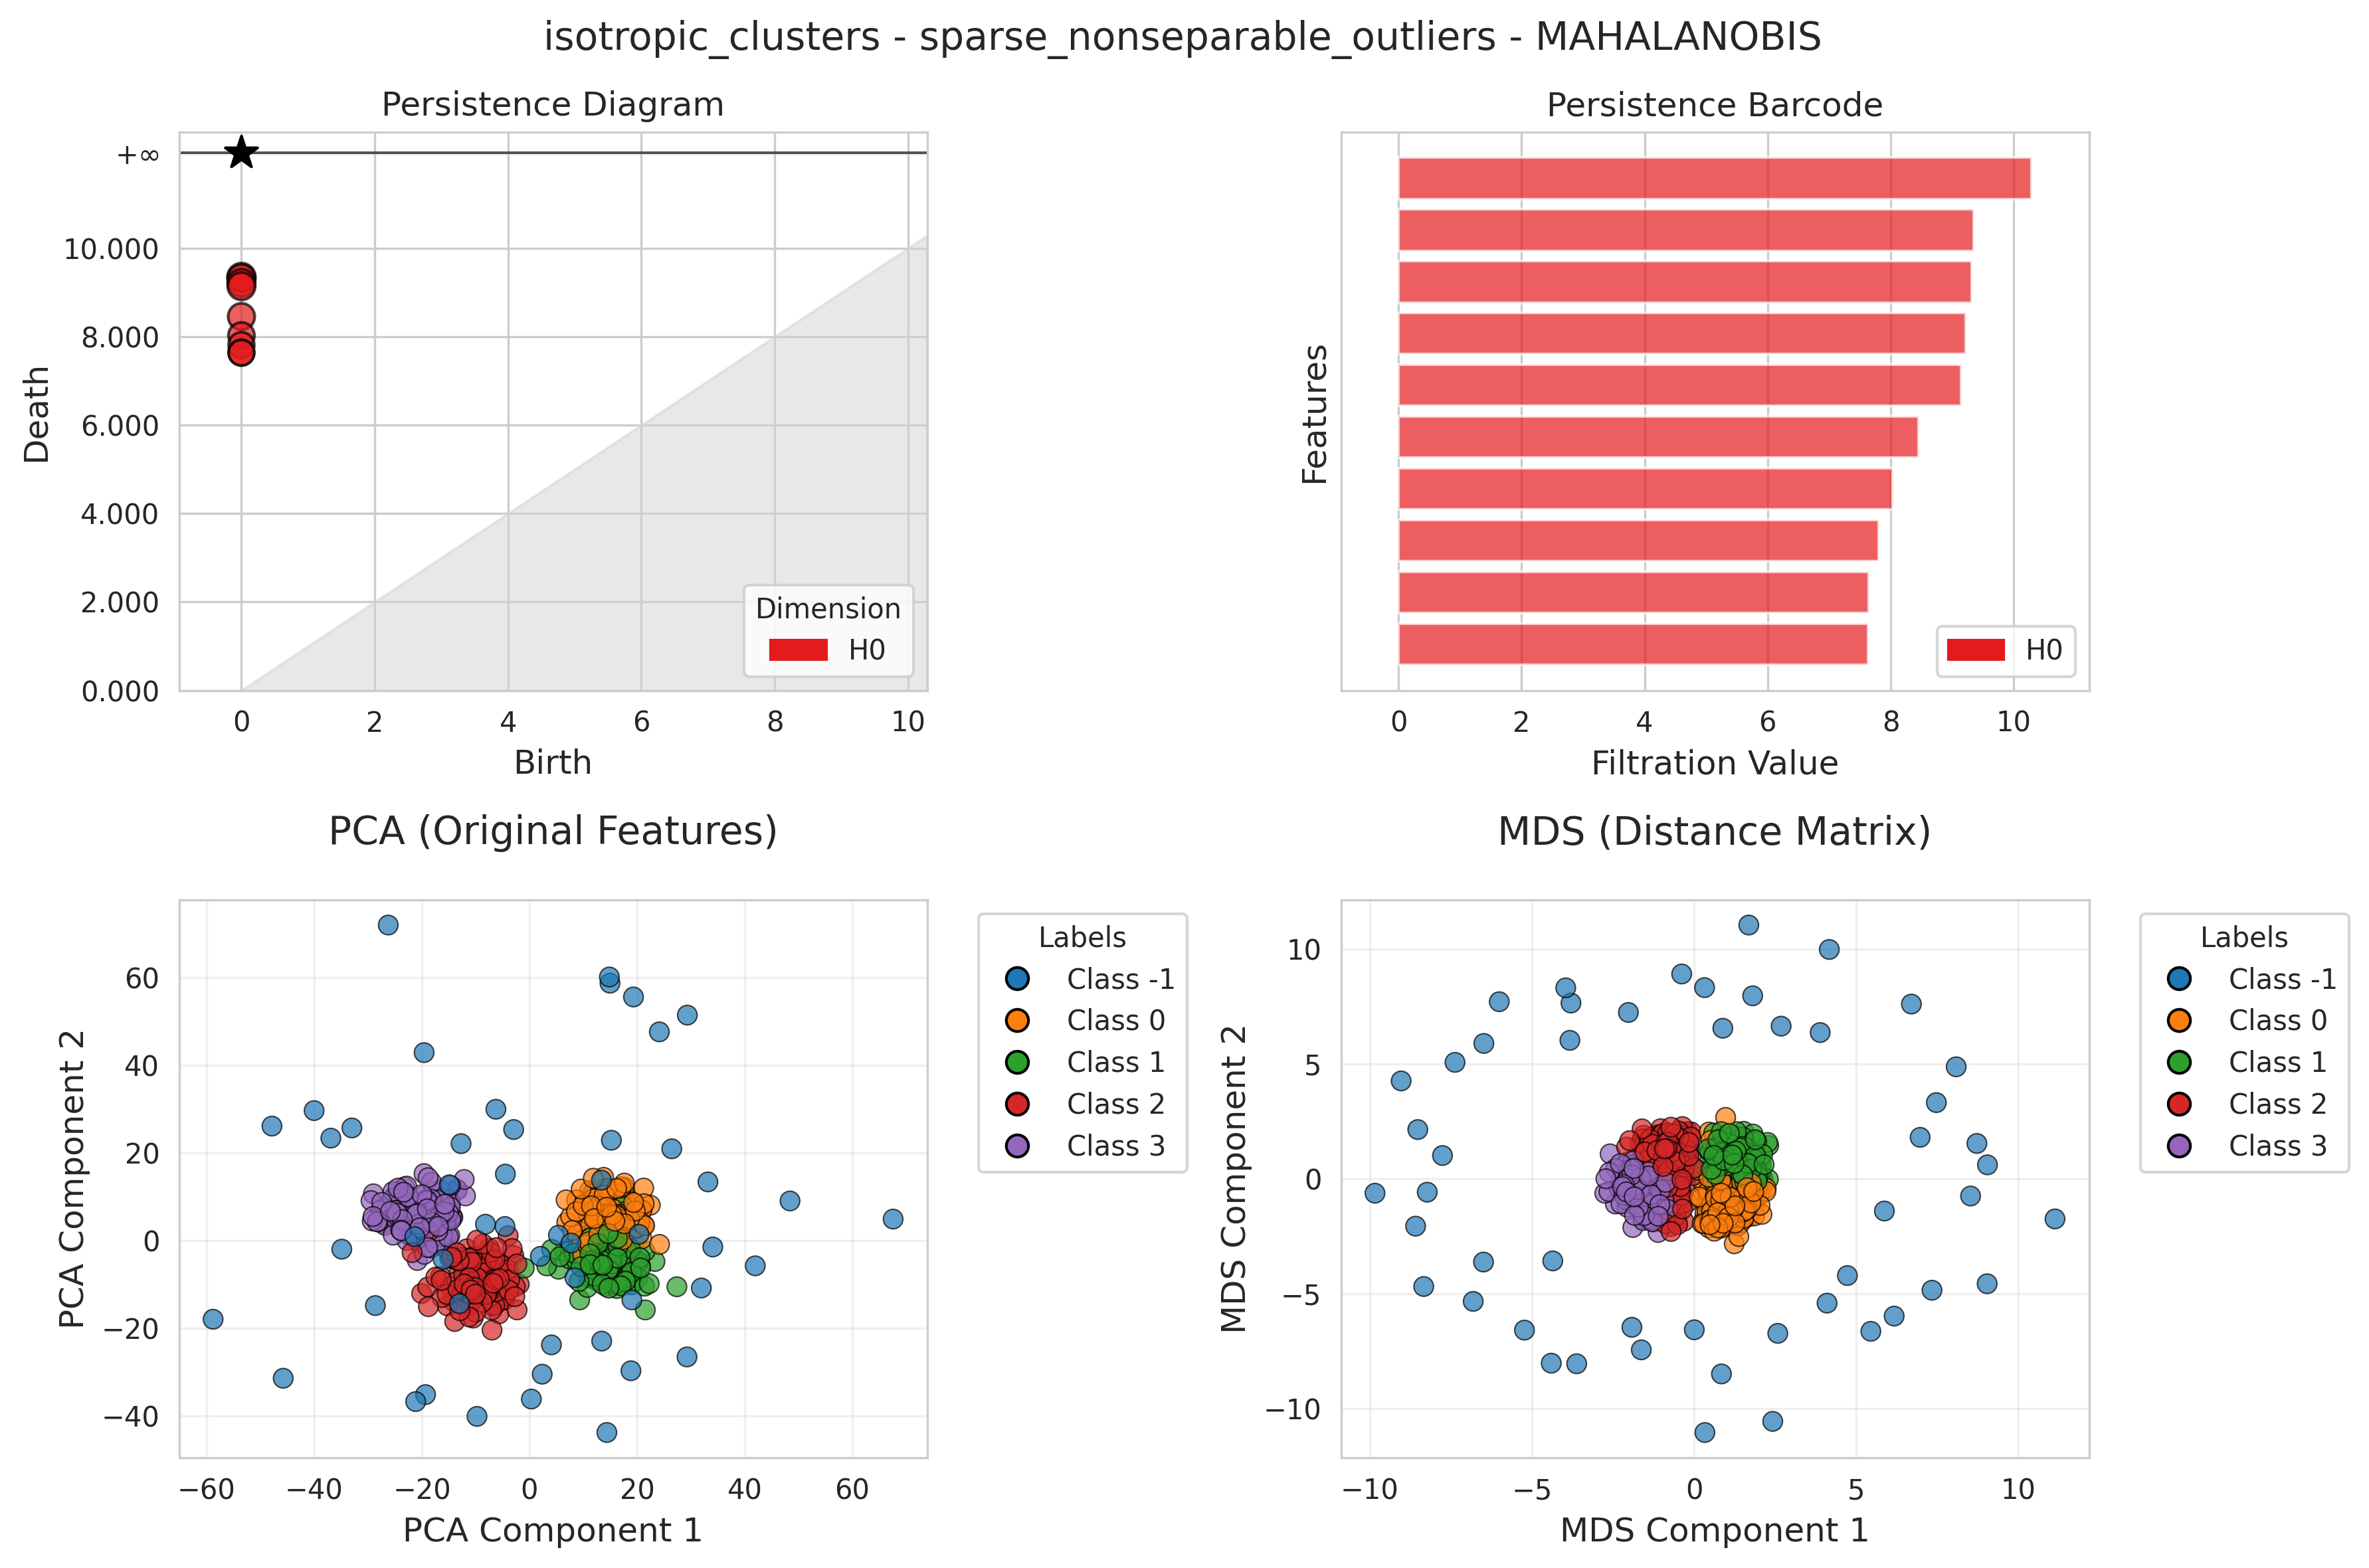 isotropic_clusters - sparse_nonseparable_outliers - MAHALANOBIS
Persistence Diagram
+∞
10.000
8.000
6.000
4.000
2.000
0.000
Death
0 2 4 6 8 10
Birth
Dimension
H0
Persistence Barcode
Features
0 2 4 6 8 10
Filtration Value
H0
PCA (Original Features)
60
40
20
0
−20
−40
PCA Component 2
−60 −40 −20 0 20 40 60
PCA Component 1
Labels
Class -1
Class 0
Class 1
Class 2
Class 3
MDS (Distance Matrix)
10
5
0
−5
−10
MDS Component 2
−10 −5 0 5 10
MDS Component 1
Labels
Class -1
Class 0
Class 1
Class 2
Class 3